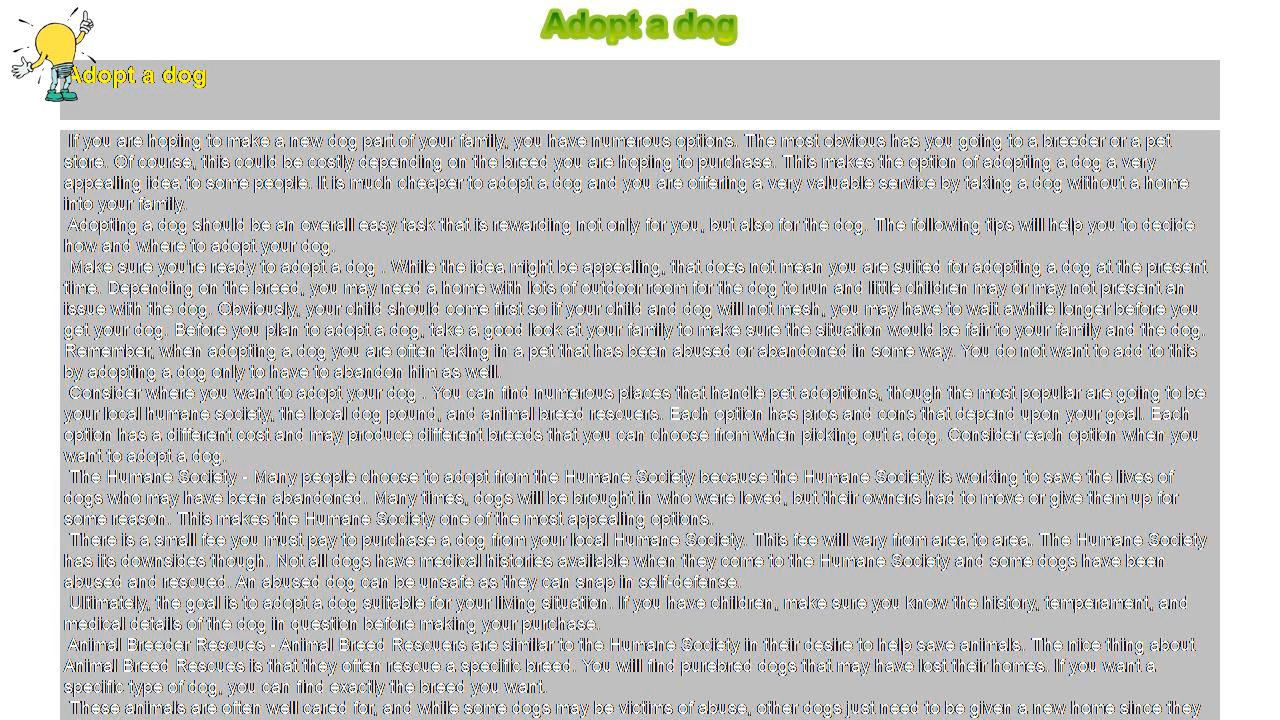 Adopt a dog
Adopt a dog
If you are hoping to make a new dog part of your family, you have numerous options. The most obvious has you going to a breeder or a pet
store. Of course, this could be costly depending on the breed you are hoping to purchase. This makes the option of adopting a dog a very
appealing idea to some people. It is much cheaper to adopt a dog and you are offering a very valuable service by taking a dog without a home
into your family.
Adopting a dog should be an overall easy task that is rewarding not only for you, but also for the dog. The following tips will help you to decide
how and where to adopt your dog.
Make sure you're ready to adopt a dog . While the idea might be appealing, that does not mean you are suited for adopting a dog at the present
time. Depending on the breed, you may need a home with lots of outdoor room for the dog to run and little children may or may not present an
issue with the dog. Obviously, your child should come first so if your child and dog will not mesh, you may have to wait awhile longer before you
get your dog. Before you plan to adopt a dog, take a good look at your family to make sure the situation would be fair to your family and the dog.
Remember, when adopting a dog you are often taking in a pet that has been abused or abandoned in some way. You do not want to add to this
by adopting a dog only to have to abandon him as well.
Consider where you want to adopt your dog . You can find numerous places that handle pet adoptions, though the most popular are going to be
your local humane society, the local dog pound, and animal breed rescuers. Each option has pros and cons that depend upon your goal. Each
option has a different cost and may produce different breeds that you can choose from when picking out a dog. Consider each option when you
want to adopt a dog.
The Humane Society - Many people choose to adopt from the Humane Society because the Humane Society is working to save the lives of
dogs who may have been abandoned. Many times, dogs will be brought in who were loved, but their owners had to move or give them up for
some reason. This makes the Humane Society one of the most appealing options.
There is a small fee you must pay to purchase a dog from your local Humane Society. This fee will vary from area to area. The Humane Society
has its downsides though. Not all dogs have medical histories available when they come to the Humane Society and some dogs have been
abused and rescued. An abused dog can be unsafe as they can snap in self-defense.
Ultimately, the goal is to adopt a dog suitable for your living situation. If you have children, make sure you know the history, temperament, and
medical details of the dog in question before making your purchase.
Animal Breeder Rescues - Animal Breed Rescuers are similar to the Humane Society in their desire to help save animals. The nice thing about
Animal Breed Rescues is that they often rescue a specific breed. You will find purebred dogs that may have lost their homes. If you want a
specific type of dog, you can find exactly the breed you want.
These animals are often well cared for, and while some dogs may be victims of abuse, other dogs just need to be given a new home since they